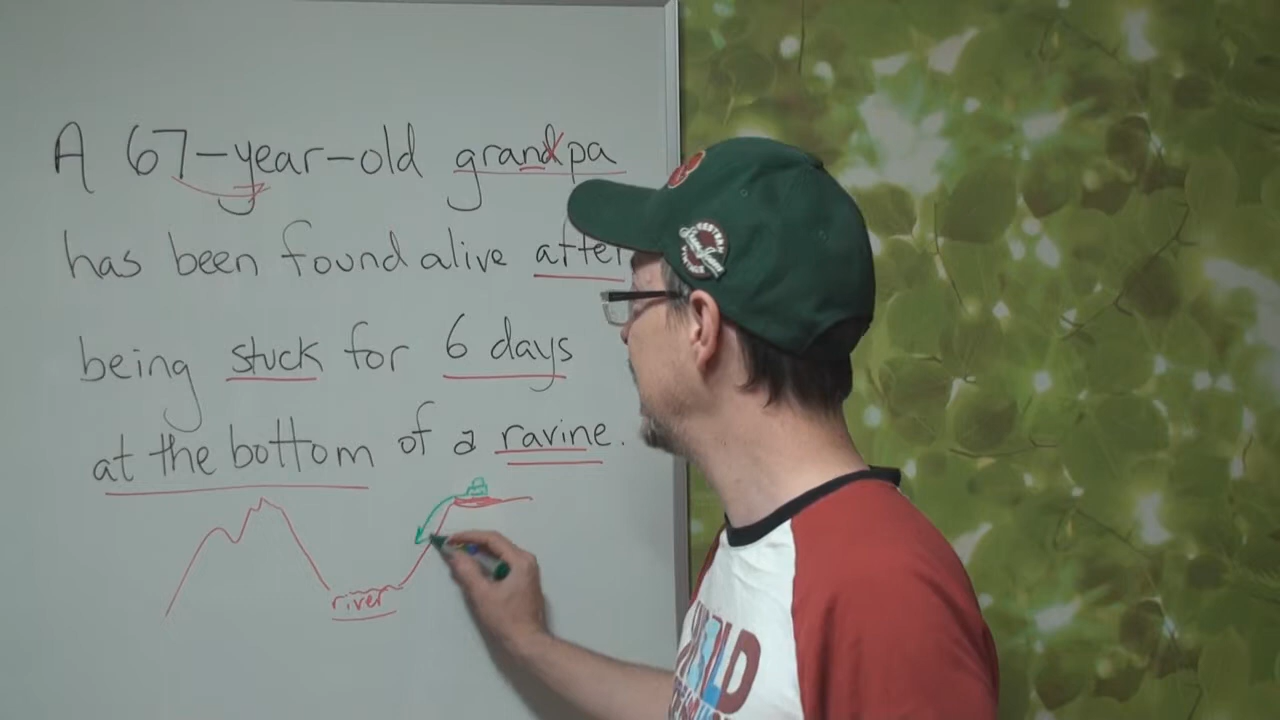 A 67-year-old grandpa
has been found alive after
being stuck for 6 days
at the bottom of a ravine.
river